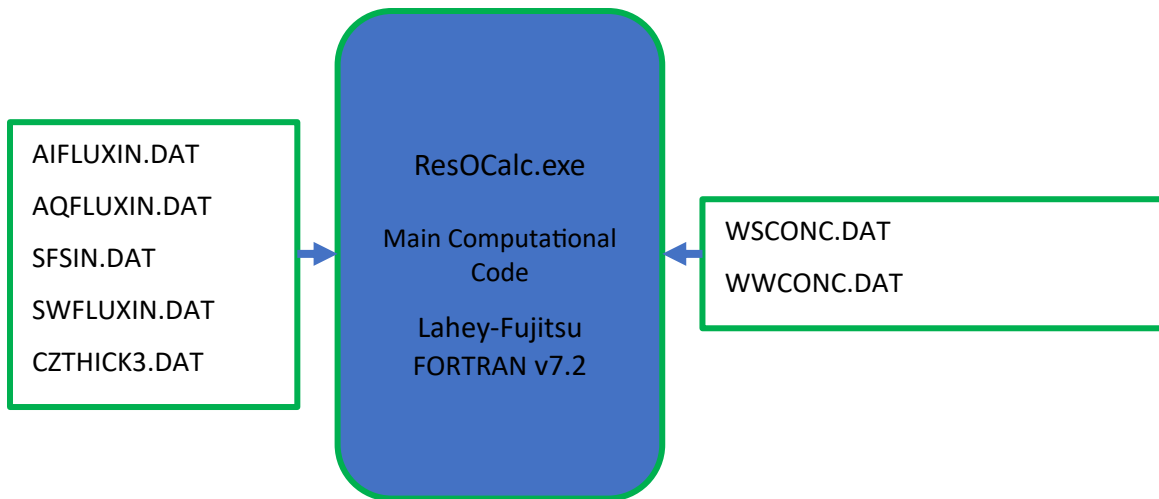 AIFLUXIN.DAT
AQFLUXIN.DAT
SFSIN.DAT
SWFLUXIN.DAT
CZTHICK3.DAT
ResOCalc.exe
Main Computational
Code
Lahey-Fujitsu
FORTRAN v7.2
WSCONC.DAT
WWCONC.DAT